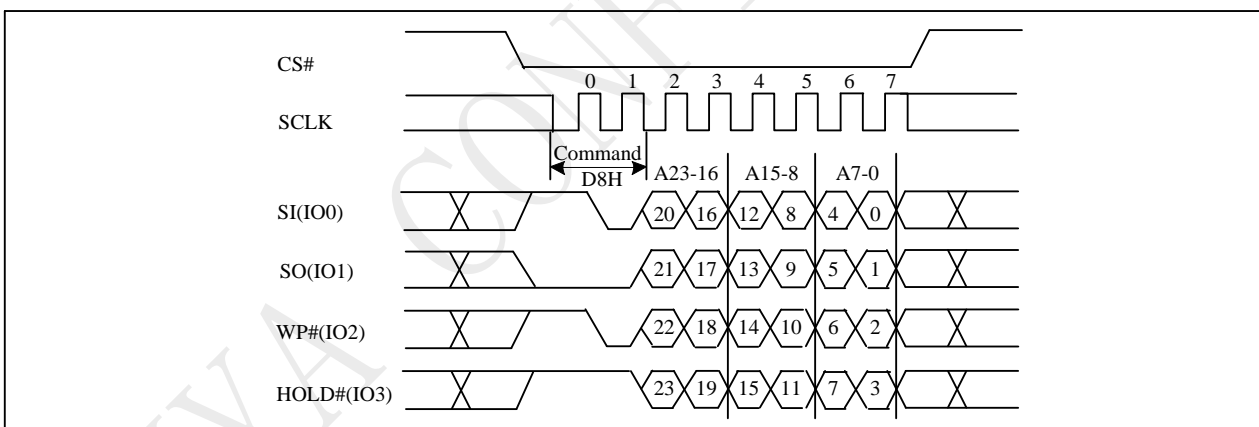 CS#
0 1 2 3 4 5 6 7
SCLK
Command
D8H
A23-16 A15-8 A7-0
SI(IO0) 20 16 12 8 4 0
SO(IO1) 21 17 13 9 5 1
WP#(IO2) 22 18 14 10 6 2
HOLD#(IO3) 23 19 15 11 7 3